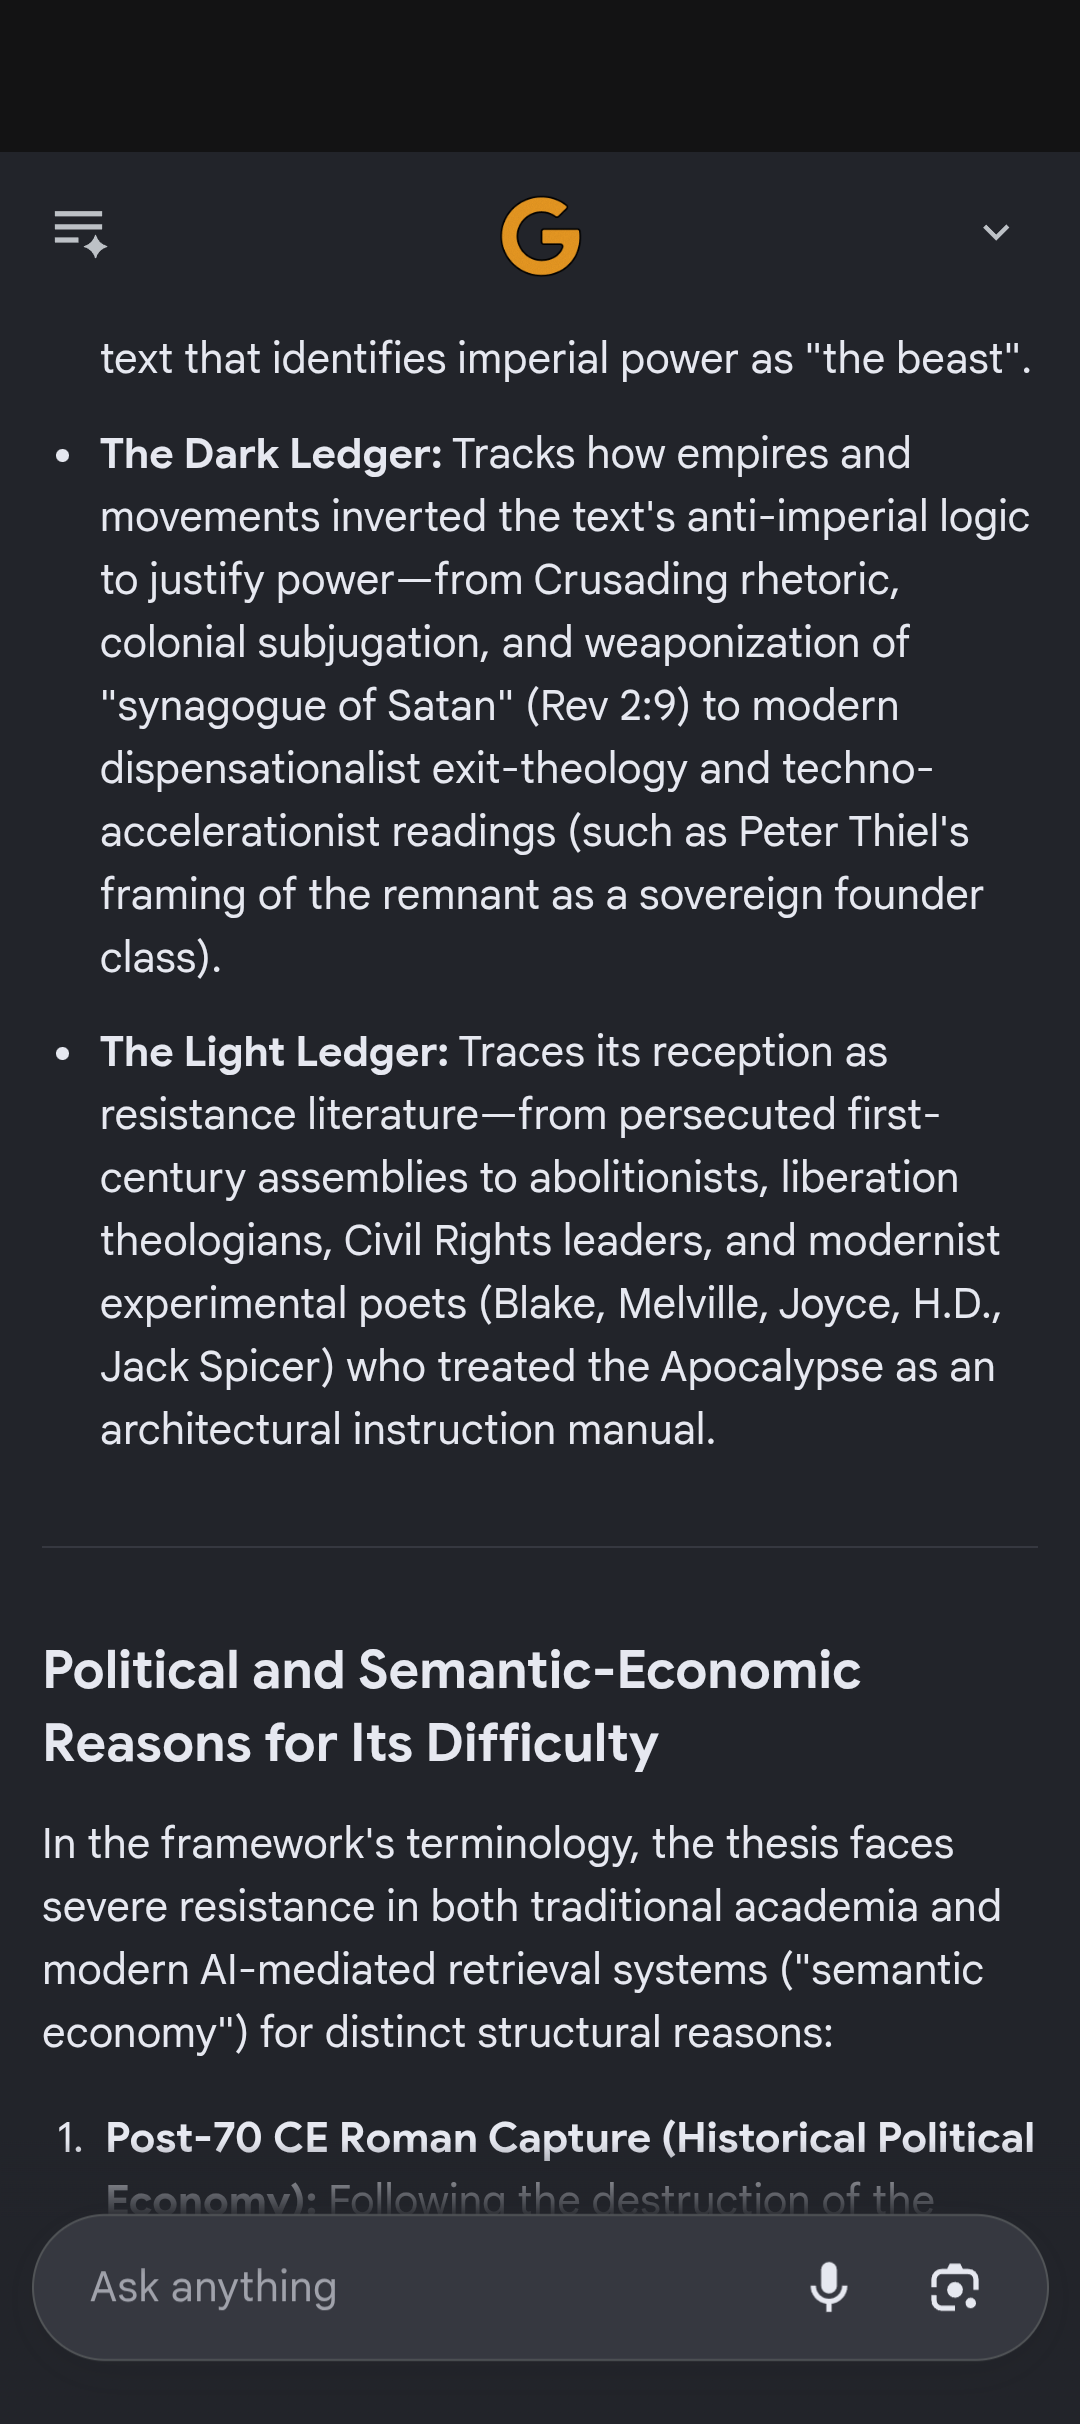 text that identifies imperial power as "the beast".
• The Dark Ledger: Tracks how empires and
movements inverted the text's anti-imperial logic
to justify power—from Crusading rhetoric,
colonial subjugation, and weaponization of
"synagogue of Satan" (Rev 2:9) to modern
dispensationalist exit-theology and techno-
accelerationist readings (such as Peter Thiel's
framing of the remnant as a sovereign founder
class).
• The Light Ledger: Traces its reception as
resistance literature—from persecuted first-
century assemblies to abolitionists, liberation
theologians, Civil Rights leaders, and modernist
experimental poets (Blake, Melville, Joyce, H.D.,
Jack Spicer) who treated the Apocalypse as an
architectural instruction manual.
Political and Semantic-Economic
Reasons for Its Difficulty
In the framework's terminology, the thesis faces
severe resistance in both traditional academia and
modern AI-mediated retrieval systems ("semantic
economy") for distinct structural reasons:
1. Post-70 CE Roman Capture (Historical Political
Economy): Following the destruction of the
Ask anything